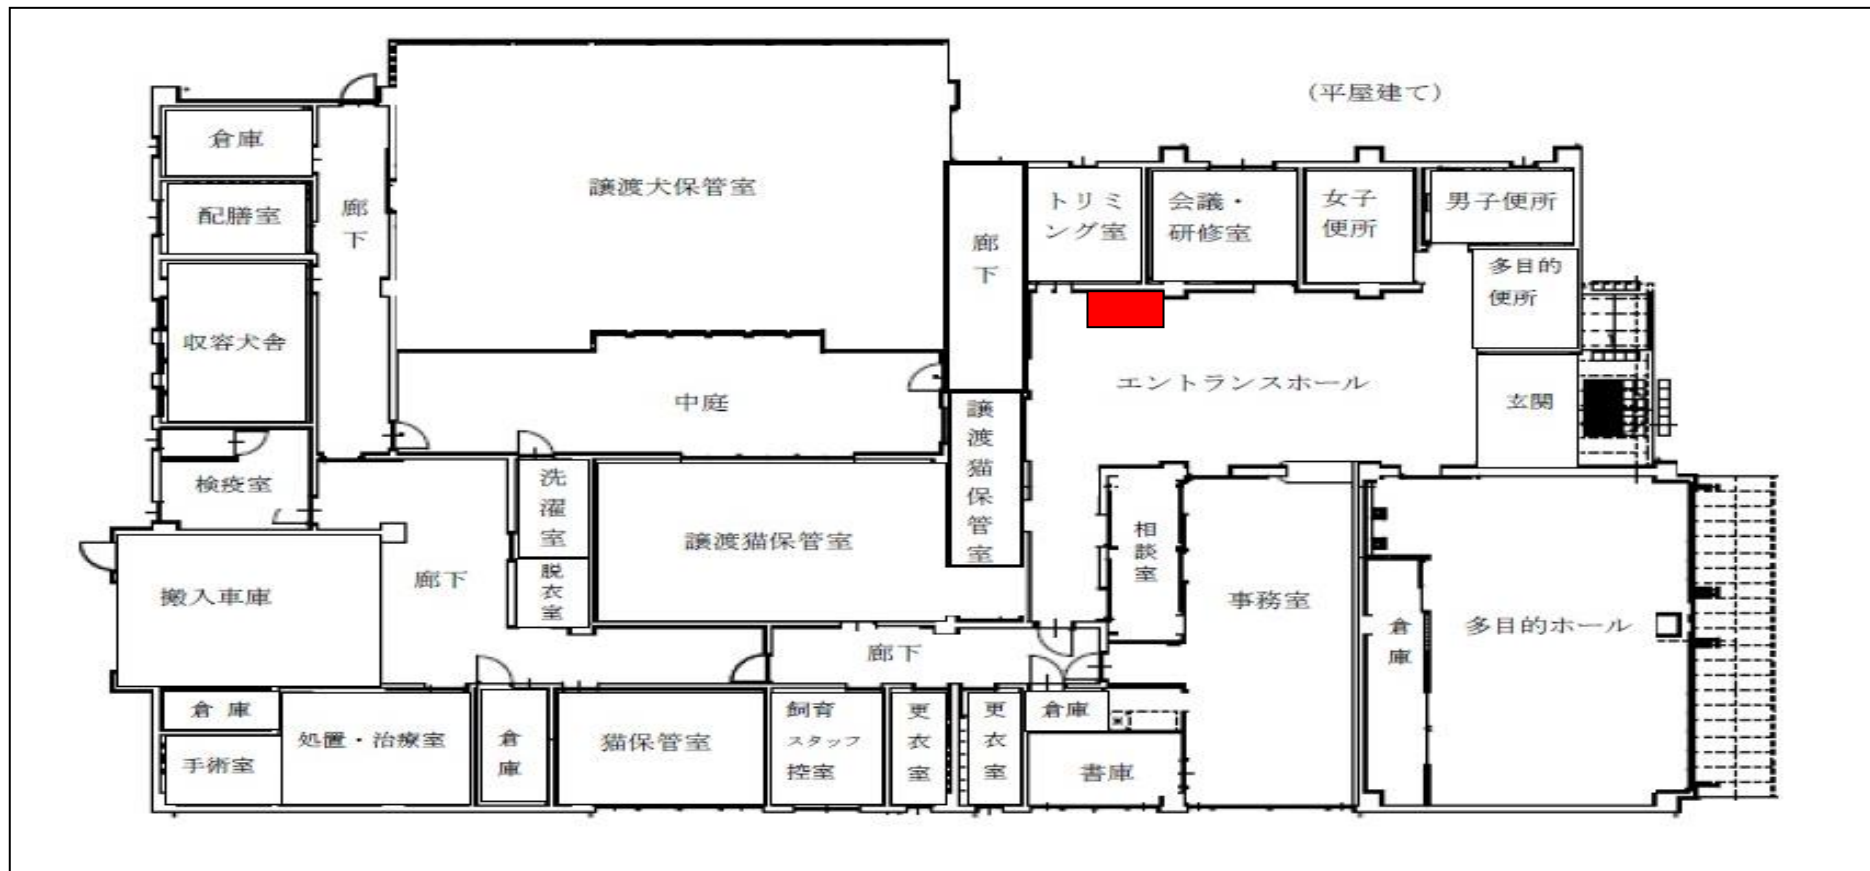 (平屋建て)
倉庫
配膳室
収容犬舎
検疫室
搬入車庫
廊
下
譲渡犬保管室
中庭
廊
下
トリミ
ング室
会議・
研修室
女子
便所
男子便所
多目的
便所
エントランスホール
玄関
譲
渡
猫
保
管
室
洗
濯
室
脱
衣
室
譲渡猫保管室
廊下
廊下
相
談
室
事務室
倉
庫
多目的ホール
倉庫
手術室
処置・治療室
倉
庫
猫保管室
飼育
スタッフ
控室
更
衣
室
更
衣
室
倉庫
書庫